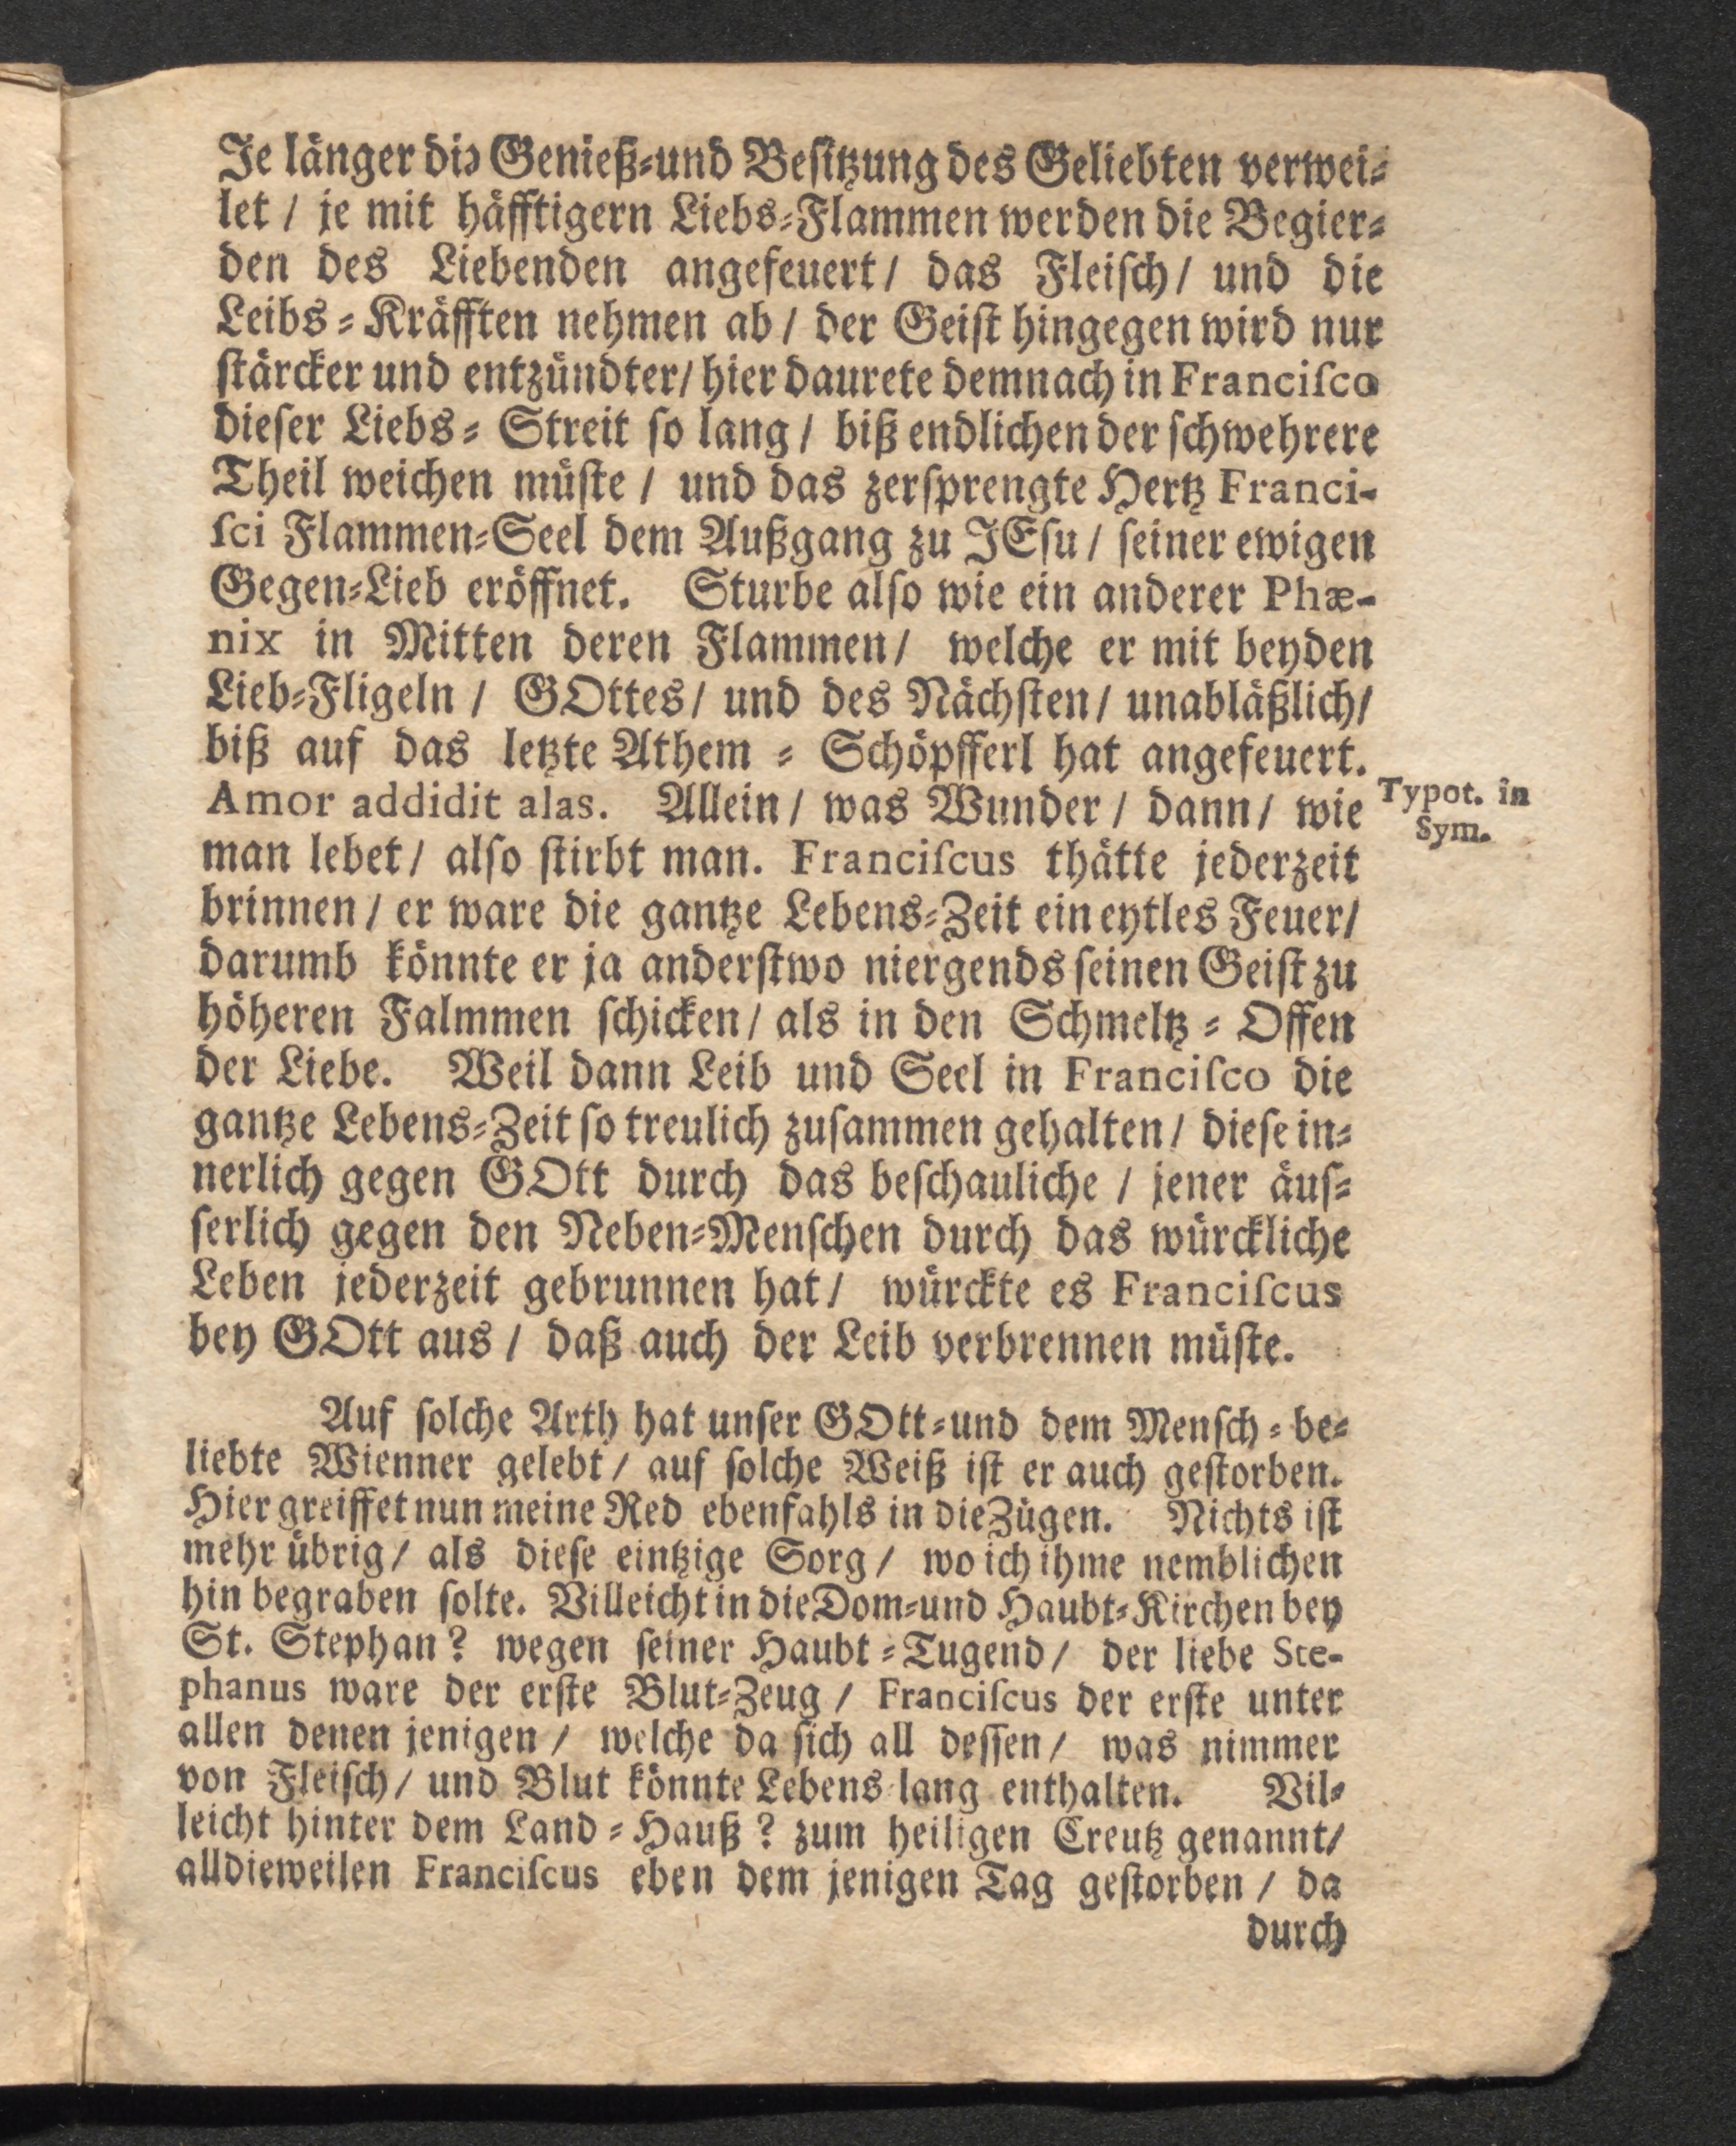 Je länger die Genieß-und Besitzung des Geliebten verwei-
let / je mit häfftigern Liebs-Flammen werden die Begier-
den des Liebenden angefeuert / das Fleiſch / und die
Leibs-Kräfften nehmen ab / der Geiſt hingegen wird nur
ſtärcker und entzündter / hier daurete demnach in Franciſco
dieſer Liebs-Streit ſo lang / biß endlichen der ſchwehrere
Theil weichen müſte / und das zerſprengte Hertz Franci-
ſci Flammen-Seel dem Außgang zu JEſu / ſeiner ewigen
Gegen-Lieb eröffnet. Sturbe alſo wie ein anderer Phæ-
nix in Mitten deren Flammen / welche er mit beyden
Lieb-Fligeln / GOttes / und des Nächſten / unabläßlich /
biß auf das letzte Athem-Schöpfferl hat angefeuert.
Amor addidit alas. Allein / was Wunder / dann / wie
Typot. in
Sym.
man lebet / alſo ſtirbt man. Franciſcus thätte jederzeit
brinnen / er ware die gantze Lebens-Zeit ein eytles Feuer /
darumb könnte er ja anderſtwo niergends ſeinen Geiſt zu
höheren Falmmen ſchicken / als in den Schmeltz-Offen
der Liebe. Weil dann Leib und Seel in Franciſco die
gantze Lebens-Zeit ſo treulich zuſammen gehalten / dieſe in-
nerlich gegen GOtt durch das beſchauliche / jener äuſ-
ſerlich gegen den Neben-Menſchen durch das würckliche
Leben jederzeit gebrunnen hat / würckte es Franciſcus
bey GOtt aus / daß auch der Leib verbrennen müſte.
Auf ſolche Arth hat unſer GOtt-und dem Menſch-be-
liebte Wienner gelebt / auf ſolche Weiß iſt er auch geſtorben.
Hier greiffet nun meine Red ebenfahls in die Zügen. Nichts iſt
mehr übrig / als dieſe eintzige Sorg / wo ich ihme nemblichen
hin begraben ſolte. Villeicht in die Dom-und Haubt-Kirchen bey
St. Stephan? wegen ſeiner Haubt-Tugend / der liebe Ste-
phanus ware der erſte Blut-Zeug / Franciſcus der erſte unter
allen denen jenigen / welche da ſich all deſſen / was nimmer
von Fleiſch / und Blut könnte Lebens lang enthalten. Vil-
leicht hinter dem Land-Hauß? zum heiligen Creutz genannt /
alldieweilen Franciſcus eben dem jenigen Tag geſtorben / da
durch